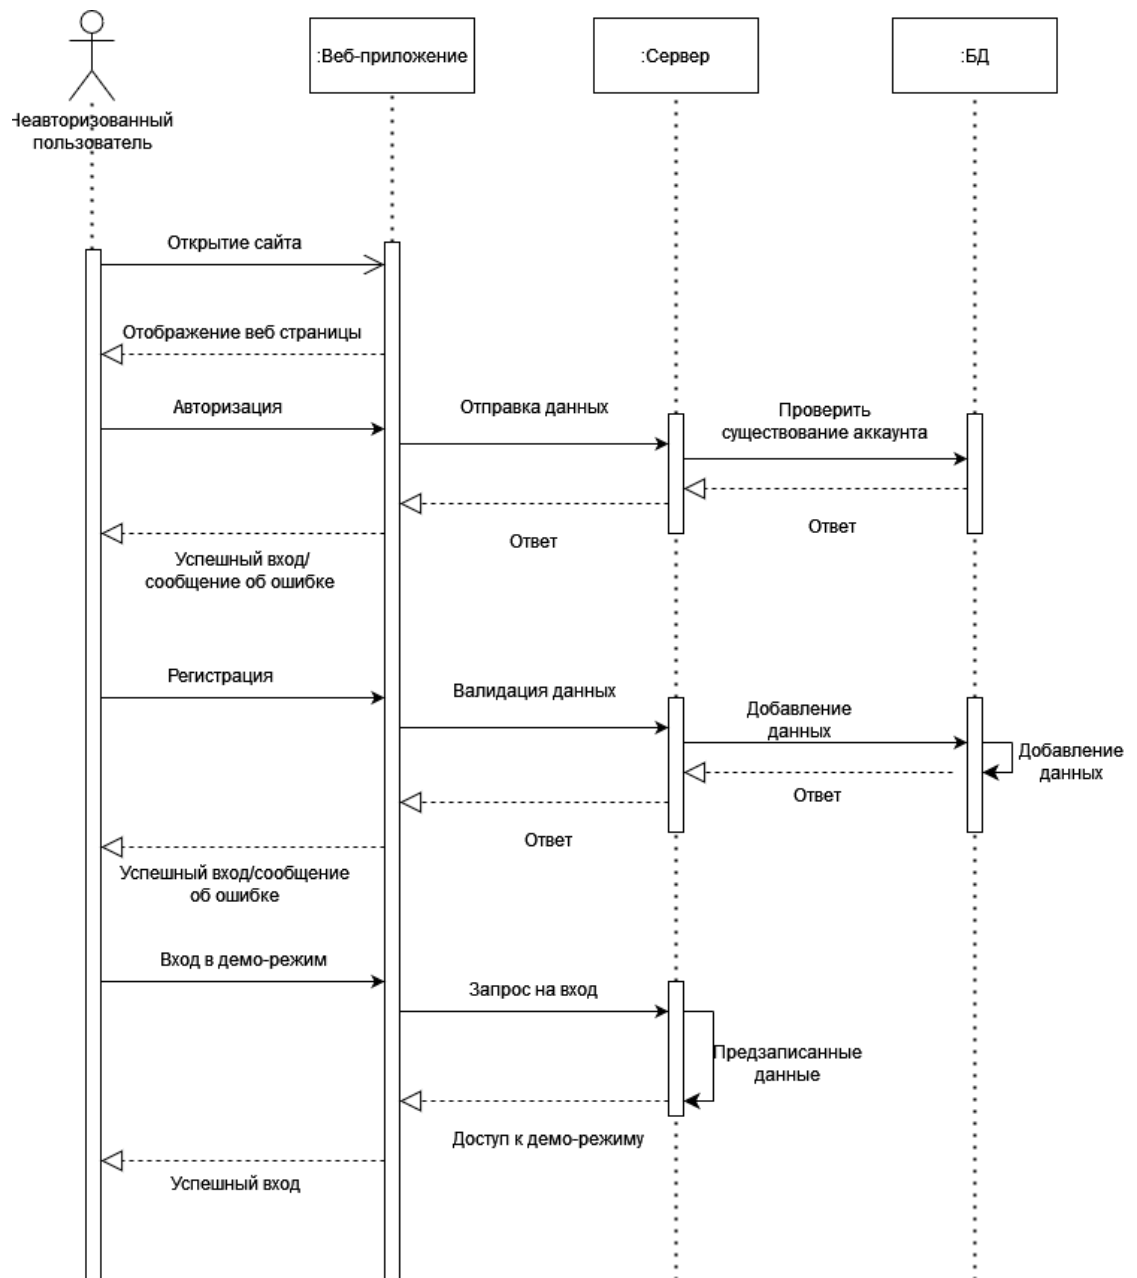 :Веб-приложение
:Сервер
:БД
Неавторизованный
пользователь
Открытие сайта
Отображение веб страницы
Авторизация
Отправка данных
Проверить
существование аккаунта
Ответ
Ответ
Успешный вход/
сообщение об ошибке
Регистрация
Валидация данных
Добавление
данных
Добавление
данных
Ответ
Ответ
Успешный вход/сообщение
об ошибке
Вход в демо-режим
Запрос на вход
Предзаписанные
данные
Доступ к демо-режиму
Успешный вход